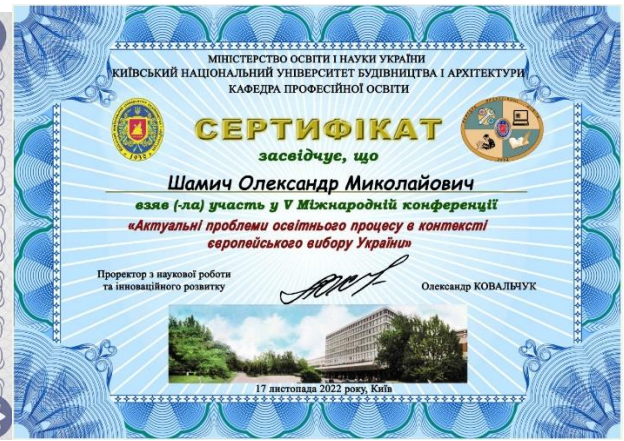 МІНІСТЕРСТВО ОСВІТИ І НАУКИ УКРАЇНИ
КИЇВСЬКИЙ НАЦІОНАЛЬНИЙ УНІВЕРСИТЕТ БУДІВНИЦТВА І АРХІТЕКТУРИ
КАФЕДРА ПРОФЕСІЙНОЇ ОСВІТИ
СЕРТИФІКАТ
засвідчує, що
Шамич Олександр Миколайович
взяв (-ла) участь у V Міжнародній конференції
«Актуальні проблеми освітнього процесу в контексті
європейського вибору України»
Проректор з наукової роботи
та інноваційного розвитку
Олександр КОВАЛЬЧУК
17 листопада 2022 року, Київ
1930